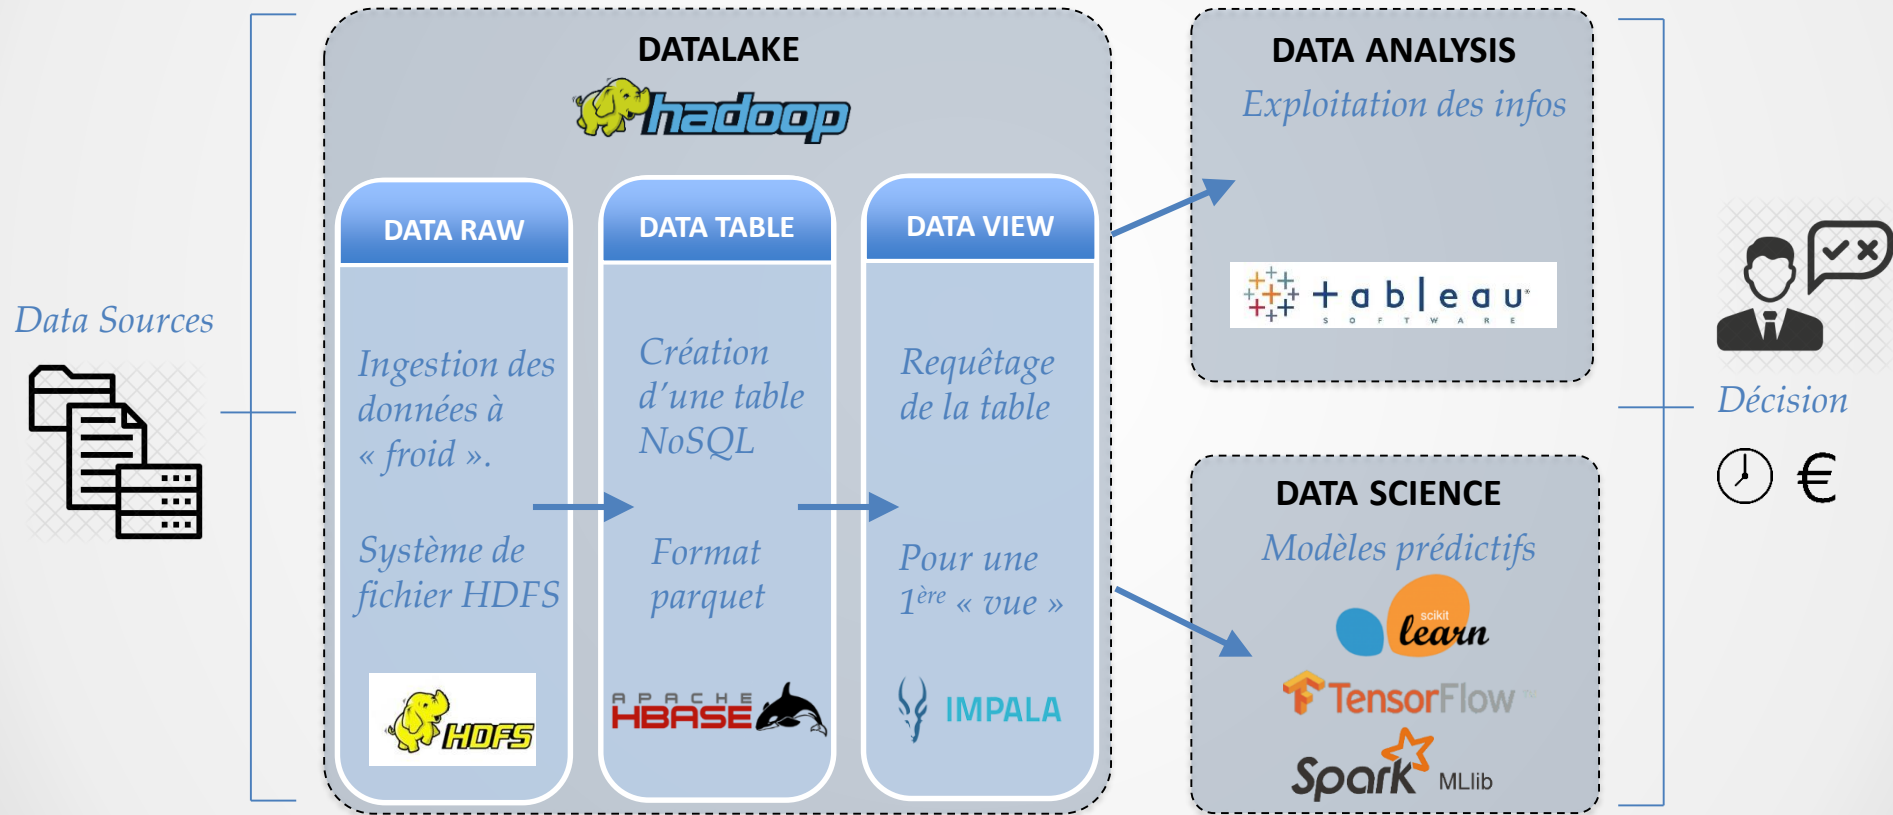 Data Sources
DATALAKE
hadoop
DATA RAW
Ingestion des
données à
« froid ».
Système de
fichier HDFS
HDFS
DATA TABLE
Création
d’une table
NoSQL
Format
parquet
APACHE
HBASE
DATA VIEW
Requêtage
de la table
Pour une
1ère « vue »
IMPALA
DATA ANALYSIS
Exploitation des infos
+ableau
SOFTWARE
DATA SCIENCE
Modèles prédictifs
scikit
learn
TensorFlow TM
Spark MLlib
Décision
€